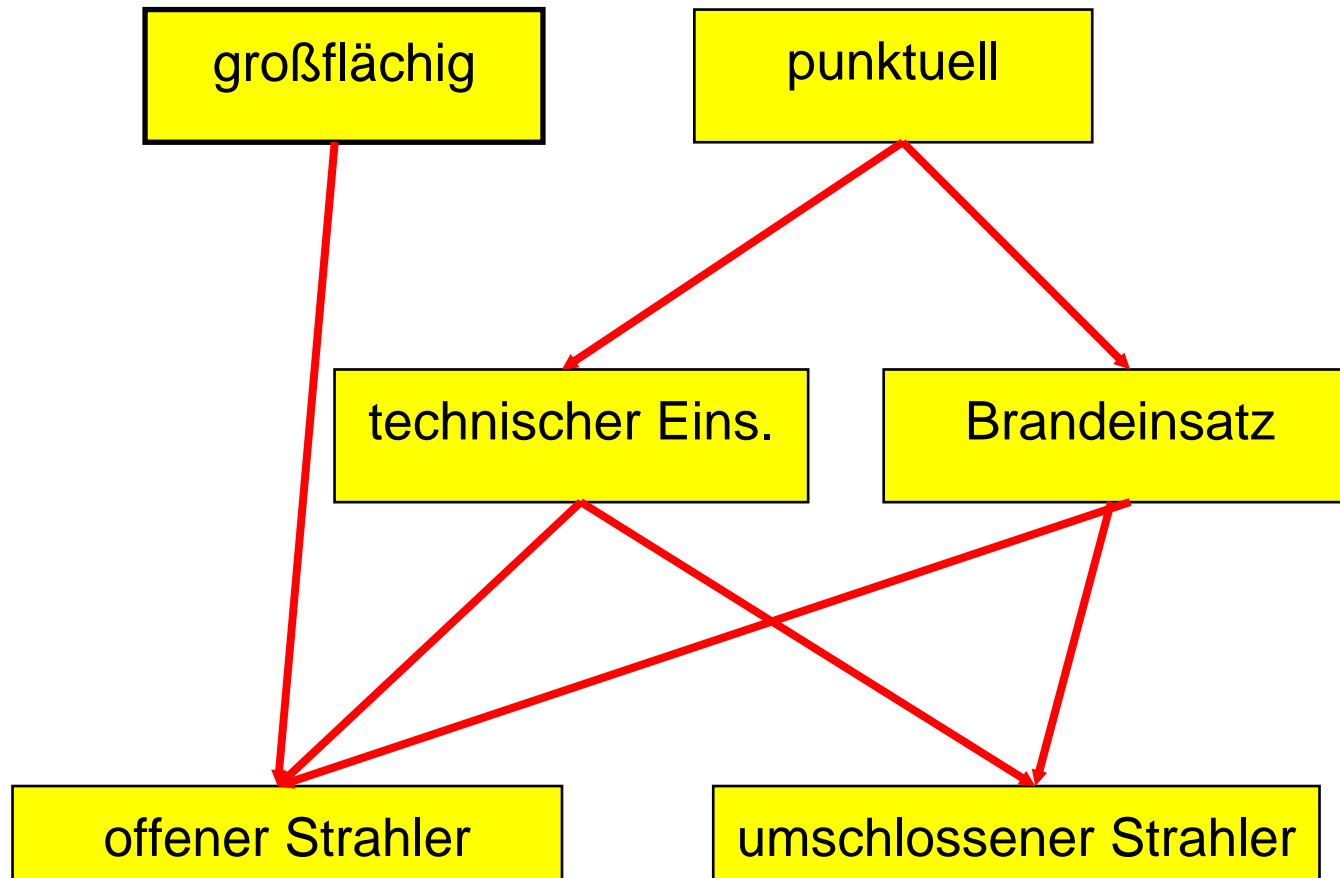 großflächig
punktuell
technischer Eins.
Brandeinsatz
offener Strahler
umschlossener Strahler